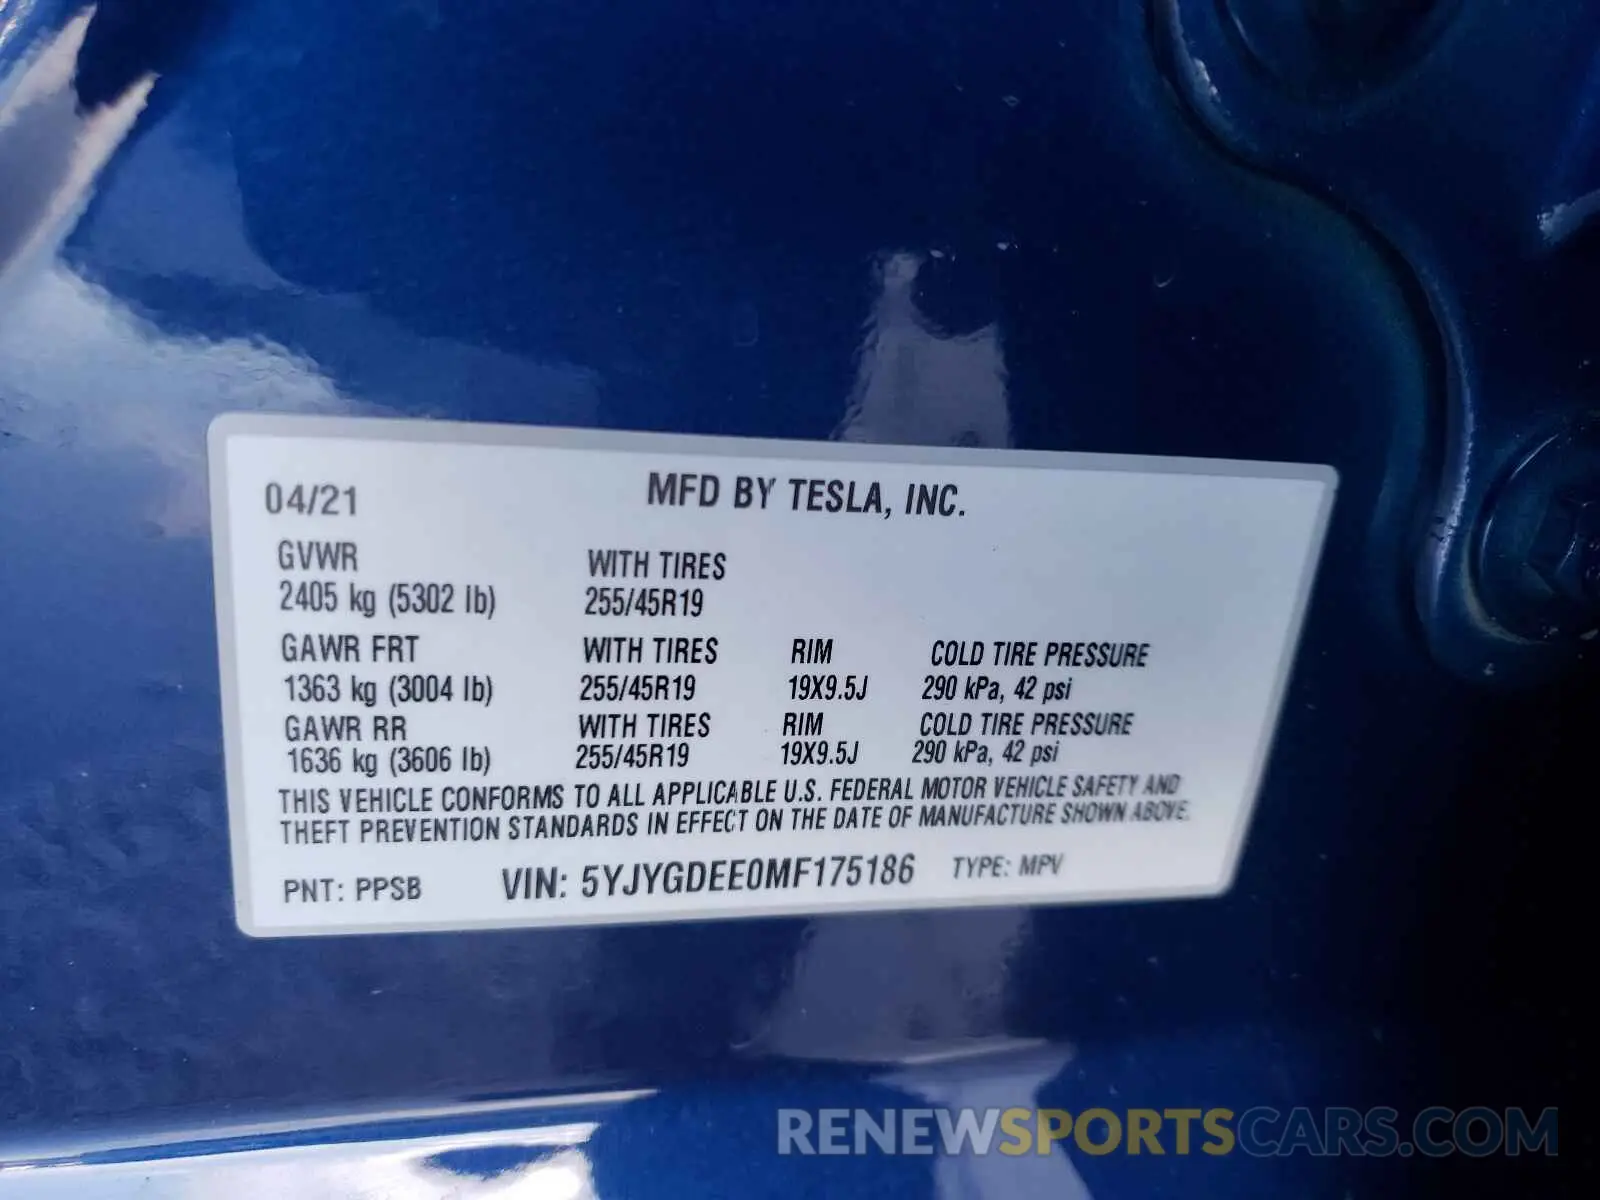 04/21 MFD BY TESLA, INC.
GVWR WITH TIRES
2405 kg (5302 lb) 255/45R19
GAWR FRT WITH TIRES RIM COLD TIRE PRESSURE
1363 kg (3004 lb) 255/45R19 19X9.5J 290 kPa, 42 psi
GAWR RR WITH TIRES RIM COLD TIRE PRESSURE
1636 kg (3606 lb) 255/45R19 19X9.5J 290 kPa, 42 psi
THIS VEHICLE CONFORMS TO ALL APPLICABLE U.S. FEDERAL MOTOR VEHICLE SAFETY AND
THEFT PREVENTION STANDARDS IN EFFECT ON THE DATE OF MANUFACTURE SHOWN ABOVE.
PNT: PPSB VIN: 5YJYGDEE0MF175186 TYPE: MPV
RENEWSPORTSCARS.COM